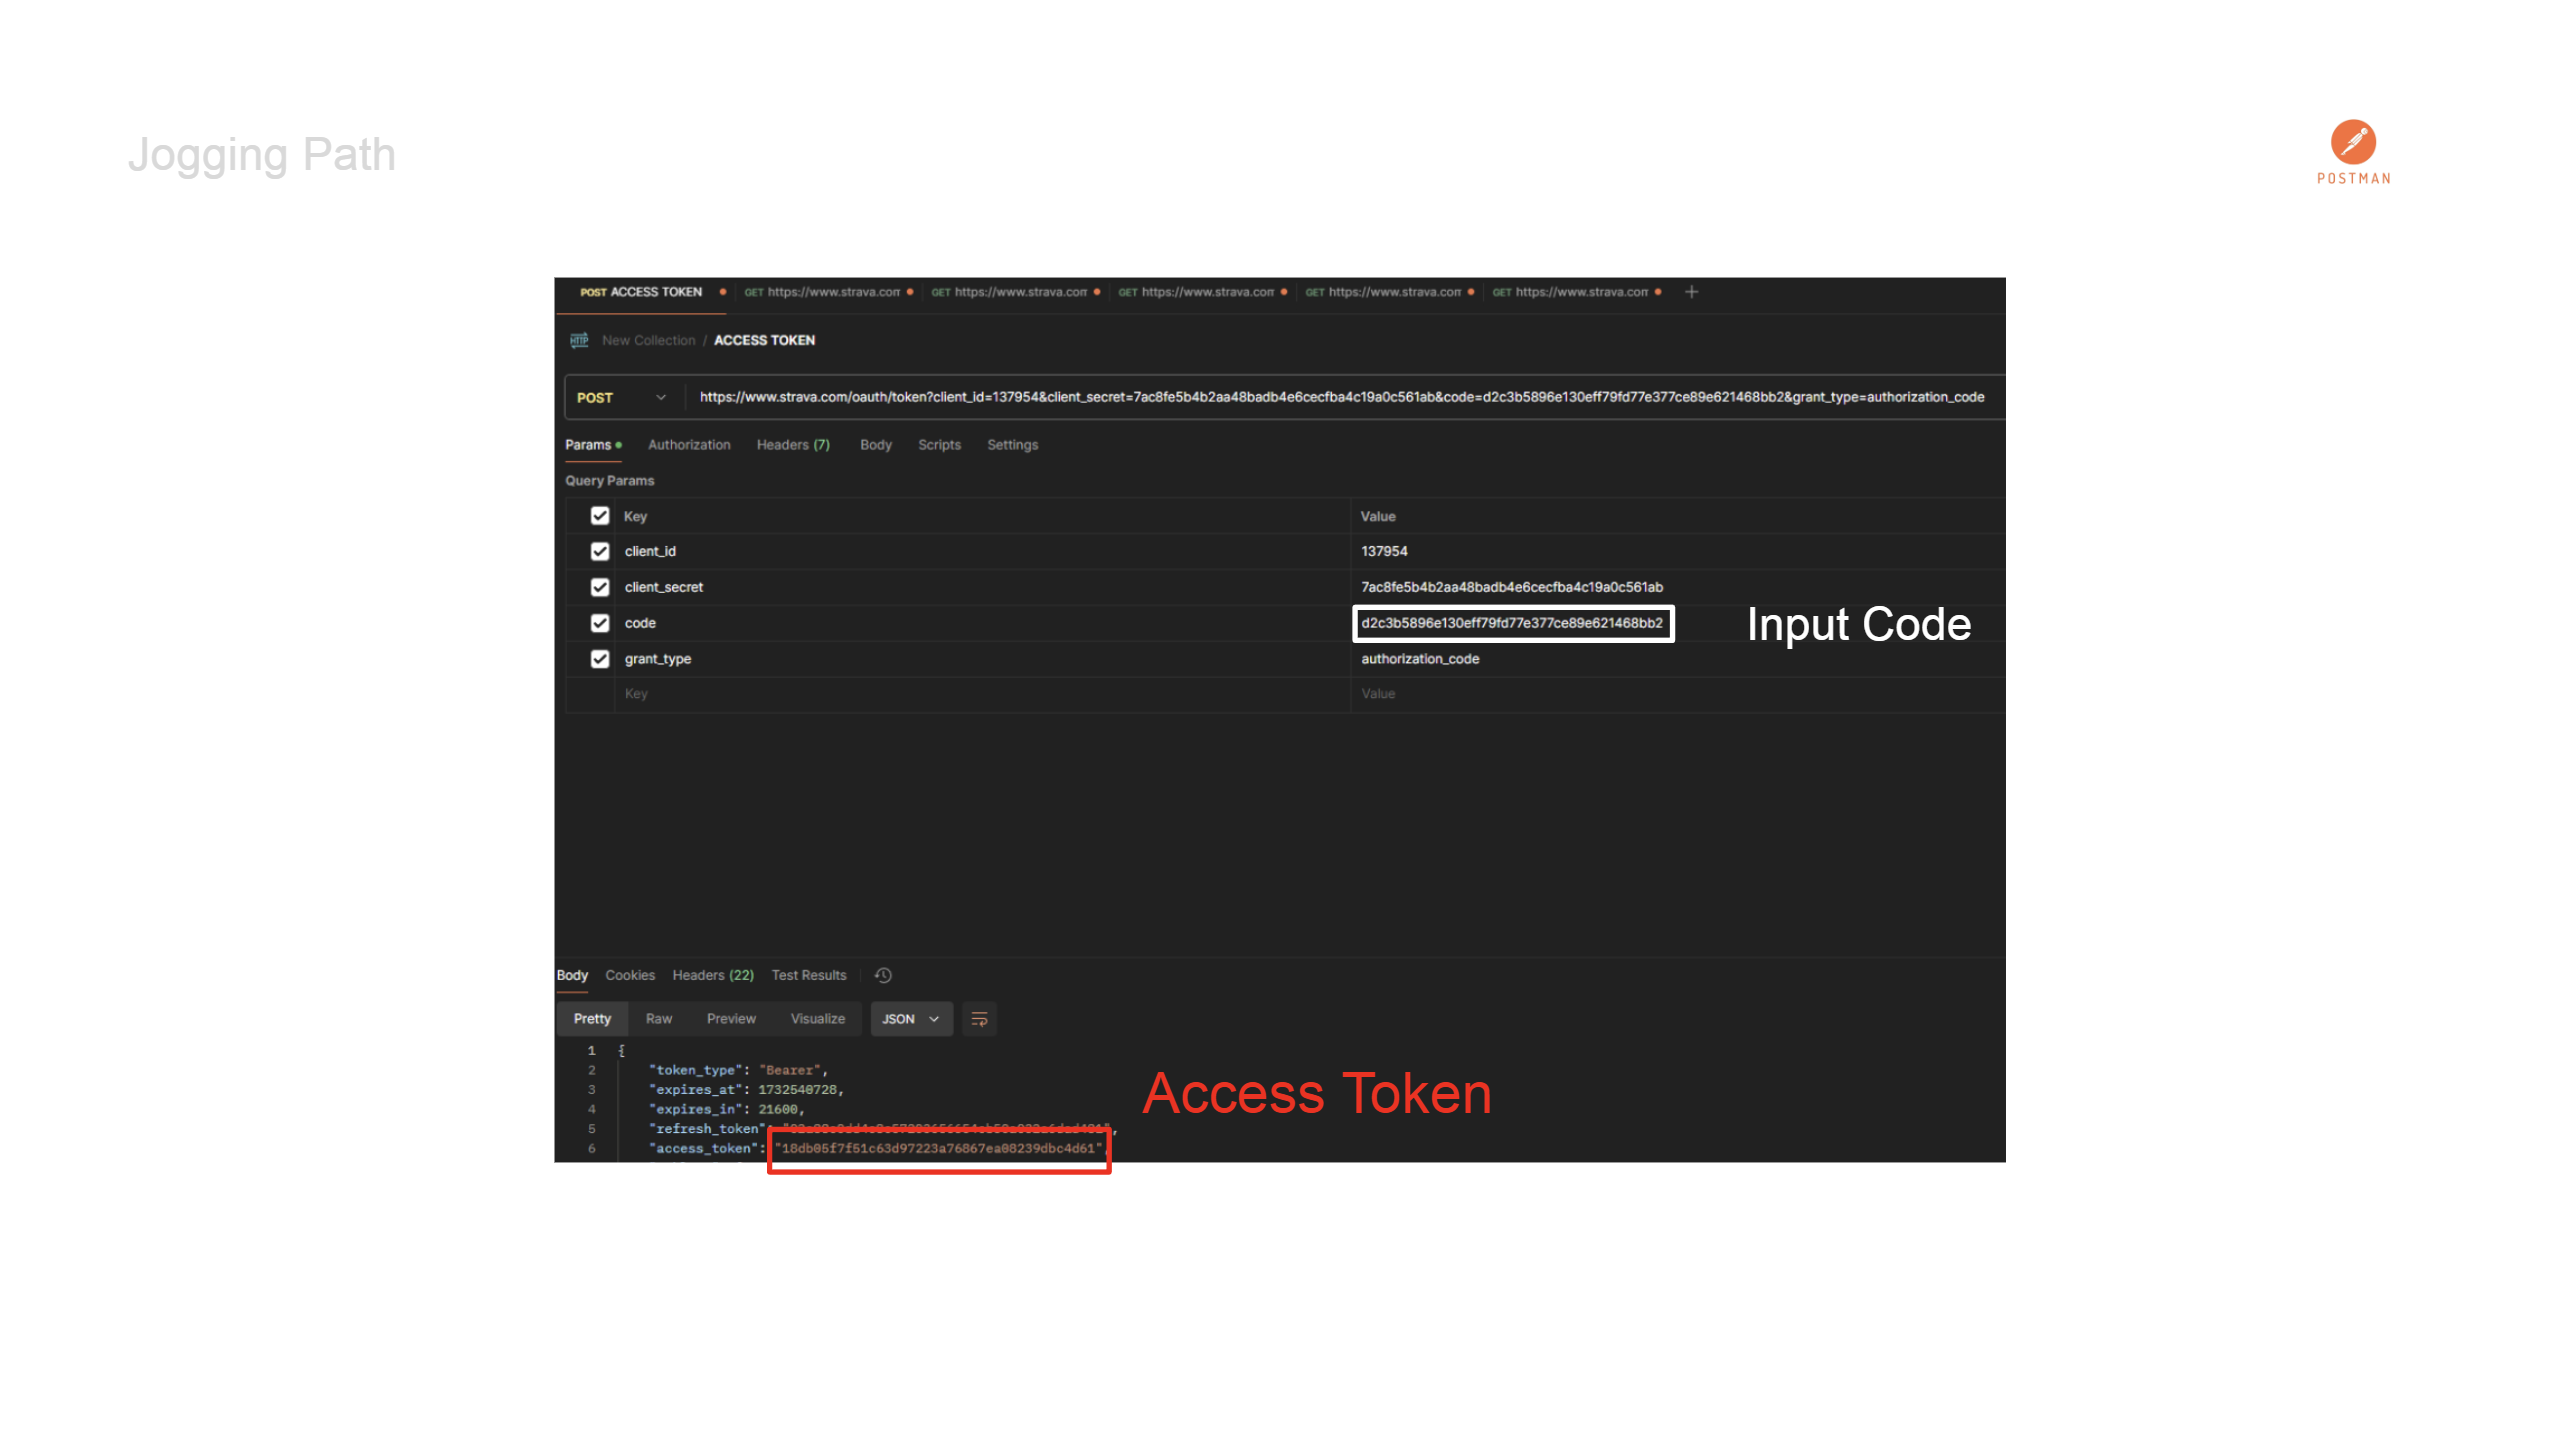 Jogging Path
POSTMAN
POST ACCESS TOKEN GET https://www.strava.com GET https://www.strava.com GET https://www.strava.com GET https://www.strava.com GET https://www.strava.com +
HTTP New Collection / ACCESS TOKEN
POST https://www.strava.com/oauth/token?client_id=137954&client_secret=7ac8fe5b4b2aa48badb4e6cecfba4c19a0c561ab&code=d2c3b5896e130eff79fd77e377ce89e621468bb2&grant_type=authorization_code
Params Authorization Headers (7) Body Scripts Settings
Query Params
Key Value
client_id 137954
client_secret 7ac8fe5b4b2aa48badb4e6cecfba4c19a0c561ab
code d2c3b5896e130eff79fd77e377ce89e621468bb2 Input Code
grant_type authorization_code
Key Value
Body Cookies Headers (22) Test Results
Pretty Raw Preview Visualize JSON
1 {
2 "token_type": "Bearer",
3 "expires_at": 1732540728,
4 "expires_in": 21600,
5 "refresh_token":
6 "access_token": "18db05f7f51c63d97223a76867ea08239dbc4d61",
Access Token